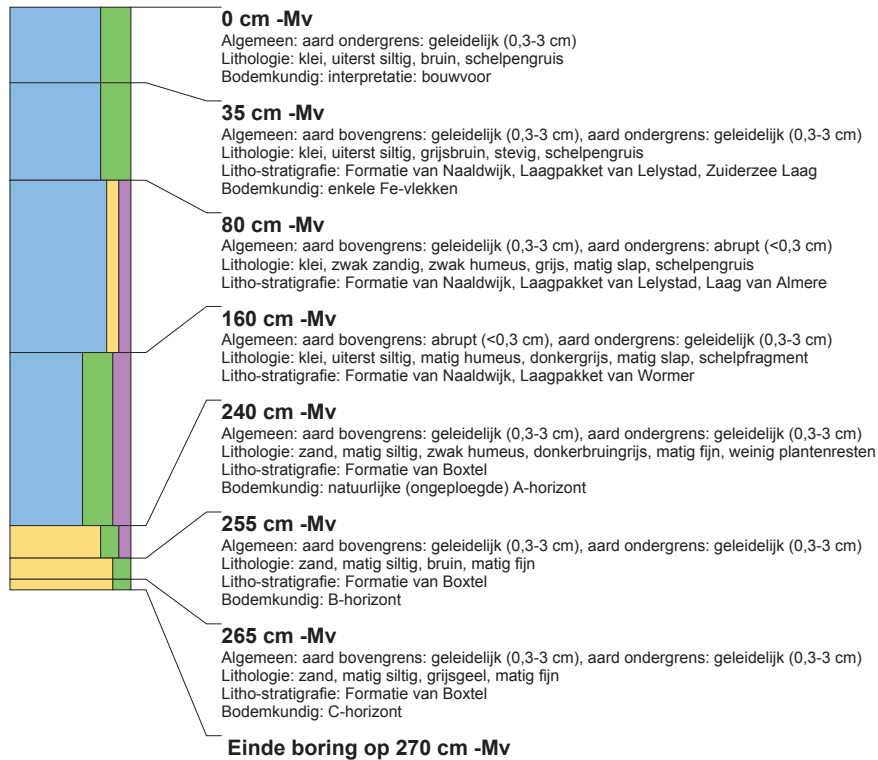 0 cm -Mv
Algemeen: aard ondergrens: geleidelijk (0,3-3 cm)
Lithologie: klei, uiterst siltig, bruin, schelpengruis
Bodemkundig: interpretatie: bouwvoor
35 cm -Mv
Algemeen: aard bovengrens: geleidelijk (0,3-3 cm), aard ondergrens: geleidelijk (0,3-3 cm)
Lithologie: klei, uiterst siltig, grijsbruin, stevig, schelpengruis
Litho-stratigrafie: Formatie van Naaldwijk, Laagpakket van Lelystad, Zuiderzee Laag
Bodemkundig: enkele Fe-vlekken
80 cm -Mv
Algemeen: aard bovengrens: geleidelijk (0,3-3 cm), aard ondergrens: abrupt (<0,3 cm)
Lithologie: klei, zwak zandig, zwak humeus, grijs, matig slap, schelpengruis
Litho-stratigrafie: Formatie van Naaldwijk, Laagpakket van Lelystad, Laag van Almere
160 cm -Mv
Algemeen: aard bovengrens: abrupt (<0,3 cm), aard ondergrens: geleidelijk (0,3-3 cm)
Lithologie: klei, uiterst siltig, matig humeus, donkergrijs, matig slap, schelpfragment
Litho-stratigrafie: Formatie van Naaldwijk, Laagpakket van Wormer
240 cm -Mv
Algemeen: aard bovengrens: geleidelijk (0,3-3 cm), aard ondergrens: geleidelijk (0,3-3 cm)
Lithologie: zand, matig siltig, zwak humeus, donkerbruingrijs, matig fijn, weinig plantenresten
Litho-stratigrafie: Formatie van Boxtel
Bodemkundig: natuurlijke (ongeploegde) A-horizont
255 cm -Mv
Algemeen: aard bovengrens: geleidelijk (0,3-3 cm), aard ondergrens: geleidelijk (0,3-3 cm)
Lithologie: zand, matig siltig, bruin, matig fijn
Litho-stratigrafie: Formatie van Boxtel
Bodemkundig: B-horizont
265 cm -Mv
Algemeen: aard bovengrens: geleidelijk (0,3-3 cm), aard ondergrens: geleidelijk (0,3-3 cm)
Lithologie: zand, matig siltig, grijsgeel, matig fijn
Litho-stratigrafie: Formatie van Boxtel
Bodemkundig: C-horizont
Einde boring op 270 cm -Mv